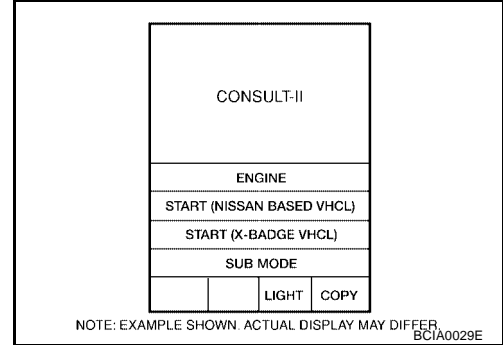 CONSULT-II
ENGINE
START (NISSAN BASED VHCL)
START (X-BADGE VHCL)
SUB MODE
LIGHT COPY
NOTE: EXAMPLE SHOWN. ACTUAL DISPLAY MAY DIFFER.
BCIA0029E